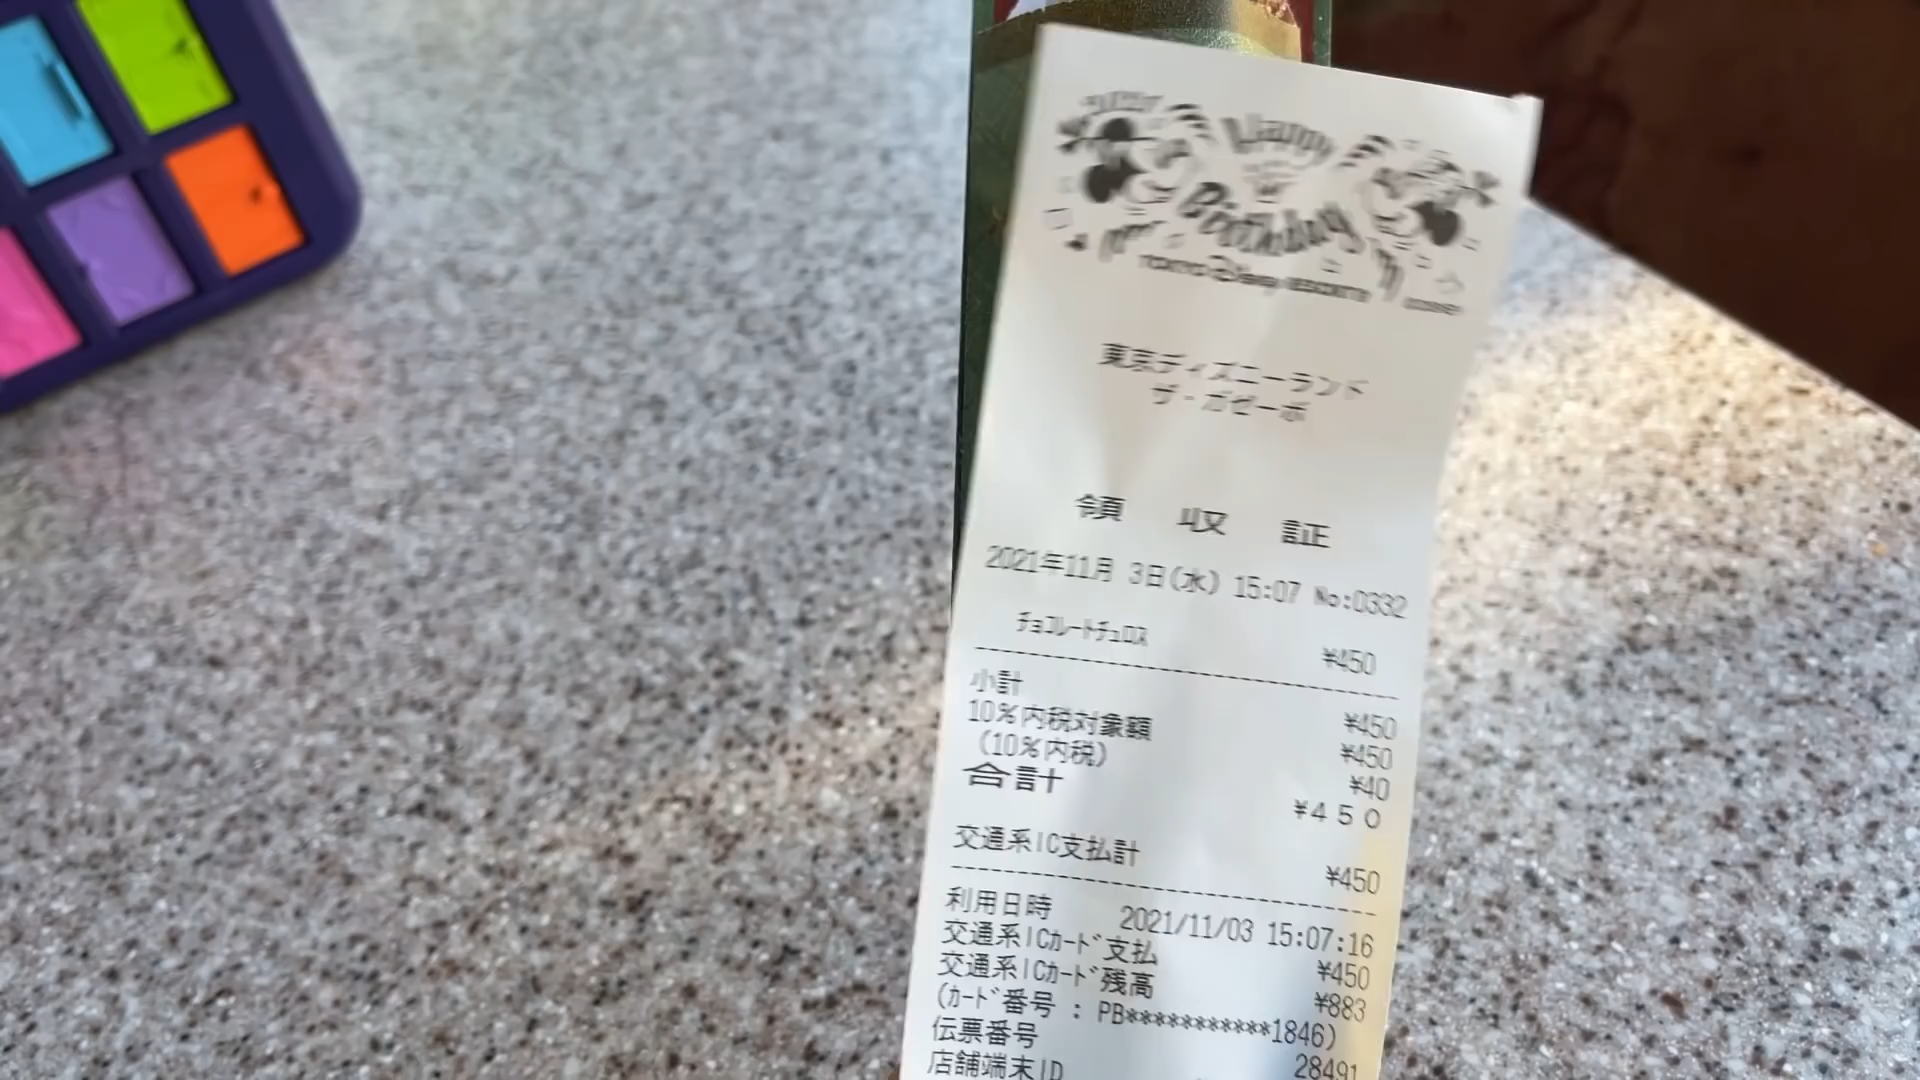 Happy
Birthday
TOKYO Disney RESORT
東京ディズニーランド
ザ・ガゼーボ
領 収 証
2021年11月 3日(水) 15:07 No:0332
ﾁｮｺﾚｰﾄﾁｭﾛｽ ¥450
小計 ¥450
10%内税対象額 ¥450
(10%内税) ¥40
合計 ¥450
交通系IC支払計 ¥450
利用日時 2021/11/03 15:07:16
交通系ICｶｰﾄﾞ支払 ¥450
交通系ICｶｰﾄﾞ残高 ¥883
(ｶｰﾄﾞ番号 : PB***********1846)
伝票番号 28491
店舗端末ID